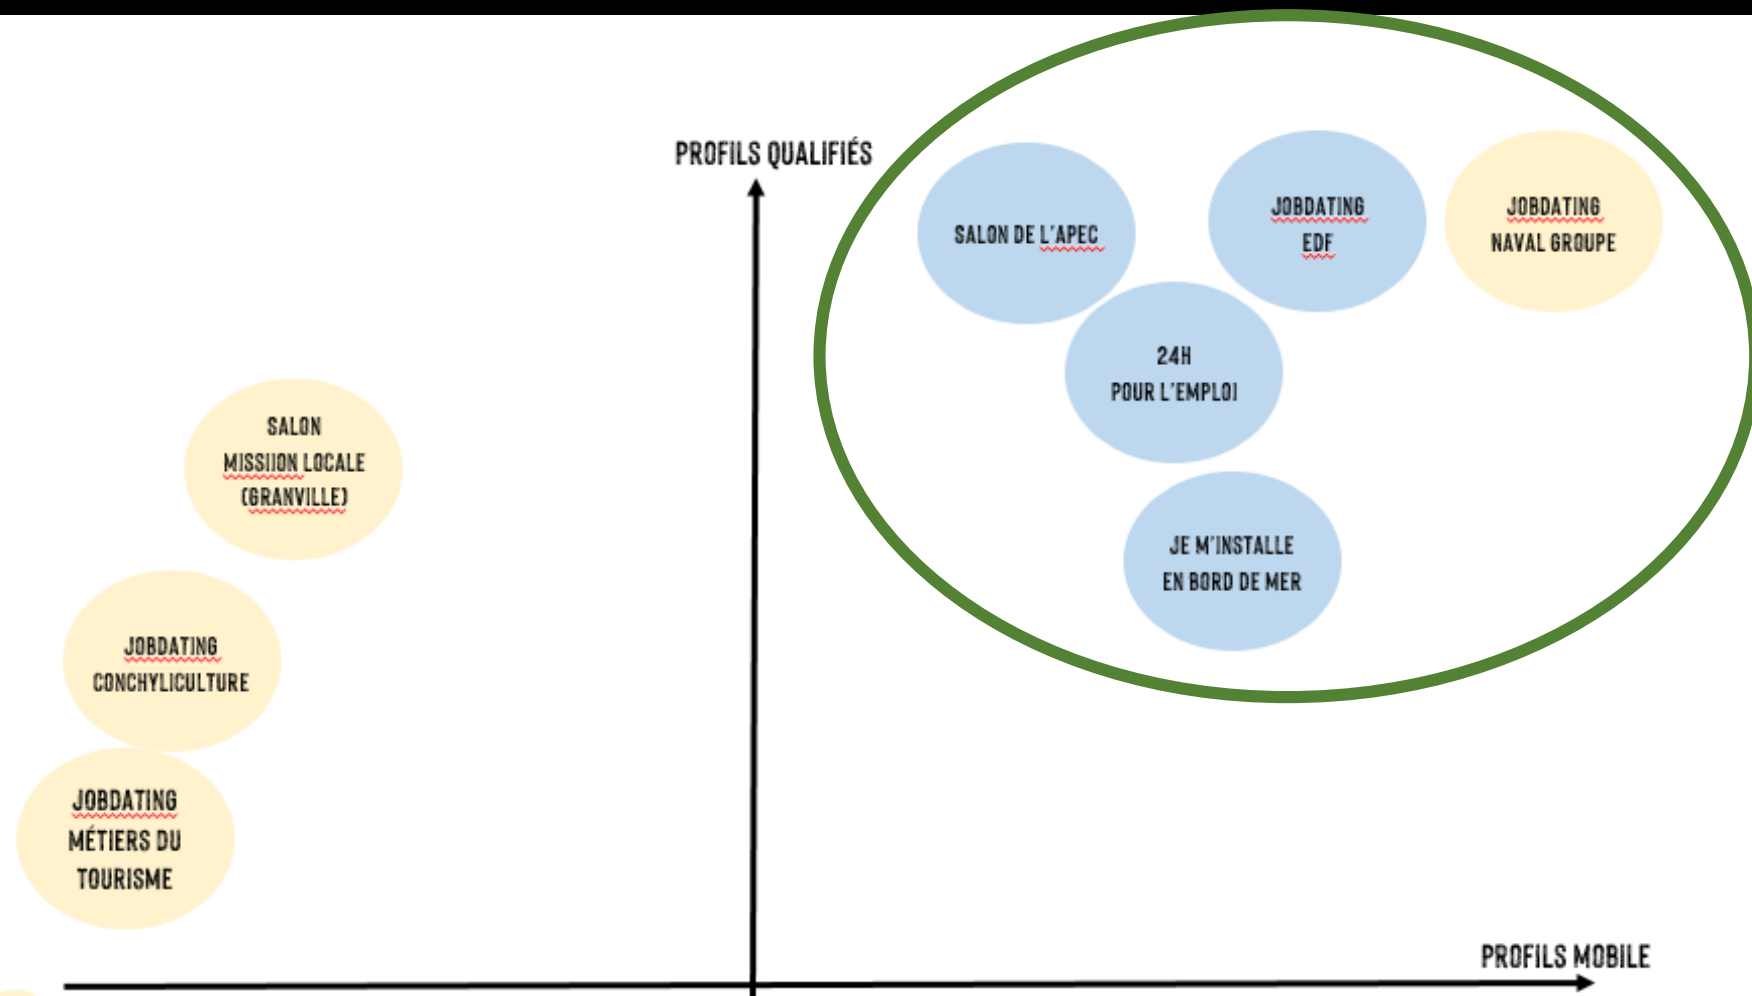 PROFILS QUALIFIÉS
SALON DE L'APEC
JOBDATING
EDF
JOBDATING
NAVAL GROUPE
24H
POUR L'EMPLOI
SALON
MISSIION LOCALE
(GRANVILLE)
JE M'INSTALLE
EN BORD DE MER
JOBDATING
CONCHYLICULTURE
JOBDATING
MÉTIERS DU
TOURISME
PROFILS MOBILE